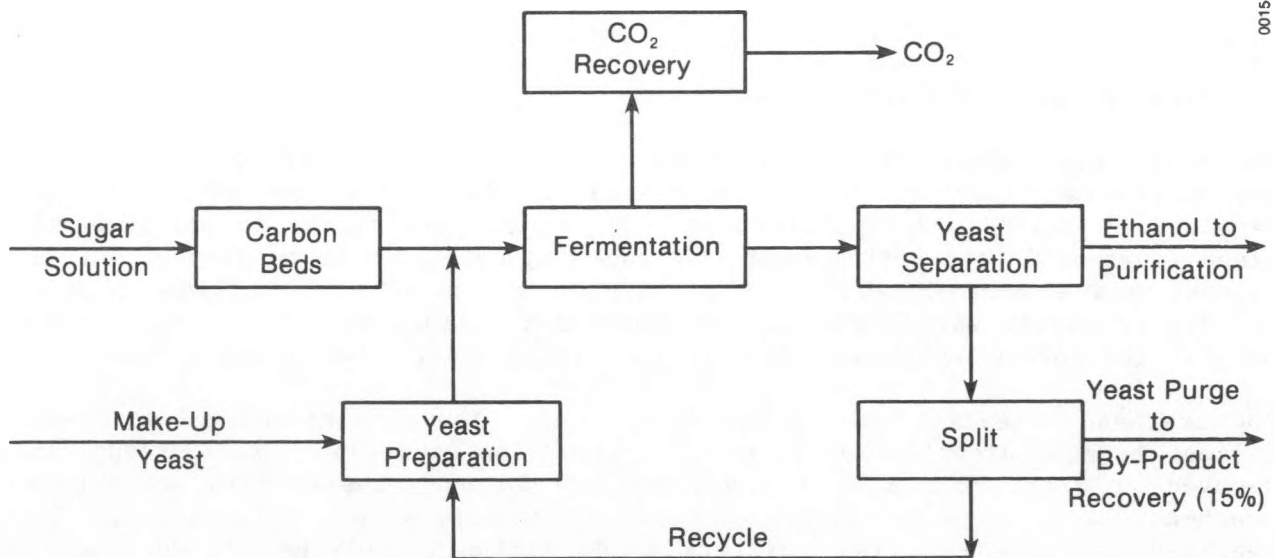 0015
CO₂
Recovery
CO₂
Sugar
Solution
Carbon
Beds
Fermentation
Yeast
Separation
Ethanol to
Purification
Make-Up
Yeast
Yeast
Preparation
Split
Yeast Purge
to
By-Product
Recovery (15%)
Recycle